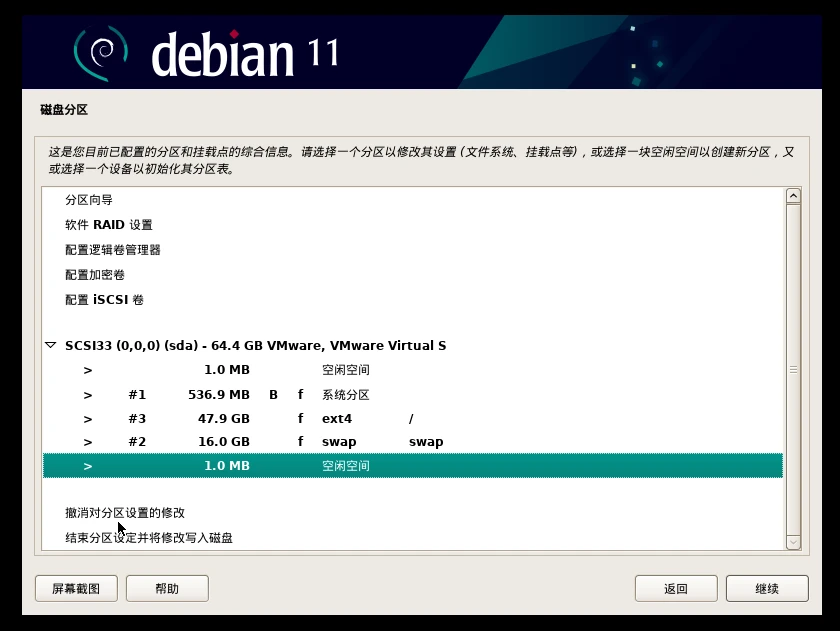 debian 11
磁盘分区
这是您目前已配置的分区和挂载点的综合信息。请选择一个分区以修改其设置 (文件系统、挂载点等)，或选择一块空闲空间以创建新分区，又
或选择一个设备以初始化其分区表。
分区向导
软件 RAID 设置
配置逻辑卷管理器
配置加密卷
配置 iSCSI 卷
SCSI33 (0,0,0) (sda) - 64.4 GB VMware, VMware Virtual S
> 1.0 MB 空闲空间
> #1 536.9 MB B f 系统分区
> #3 47.9 GB f ext4 /
> #2 16.0 GB f swap swap
> 1.0 MB 空闲空间
撤消对分区设置的修改
结束分区设定并将修改写入磁盘
屏幕截图 帮助 返回 继续